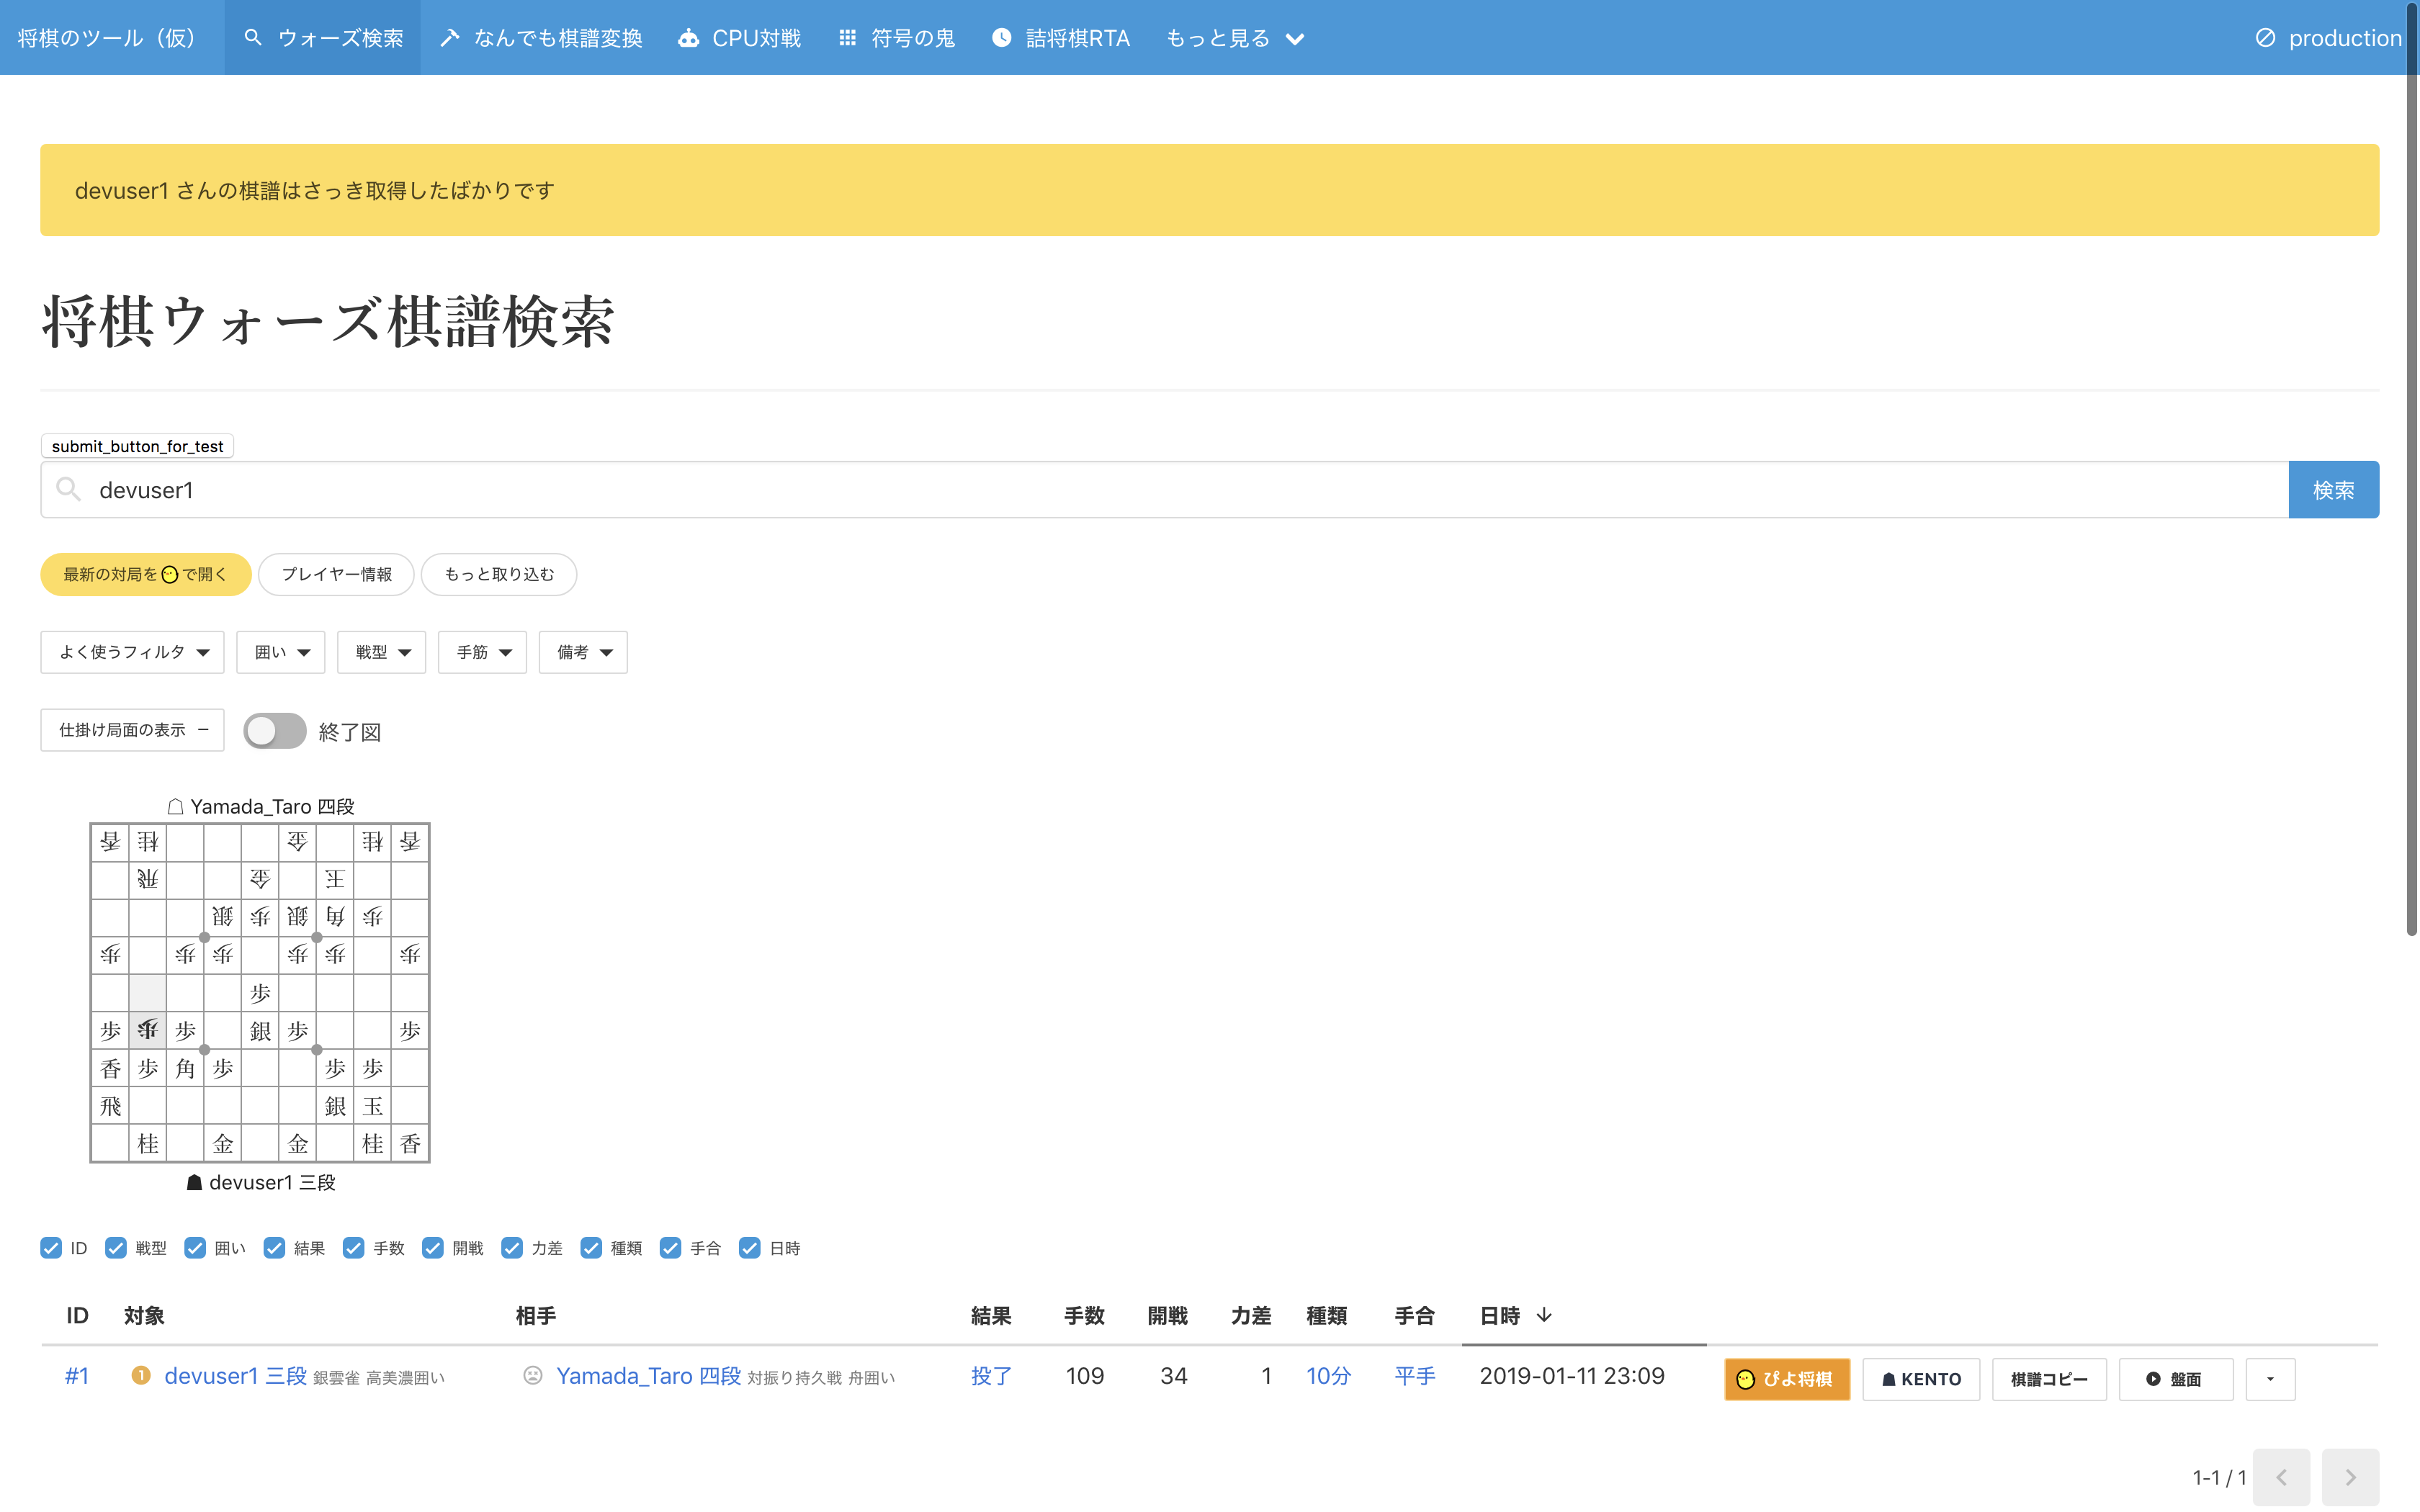 将棋のツール（仮） ウォーズ検索 なんでも棋譜変換 CPU対戦 符号の鬼 詰将棋RTA もっと見る production
devuser1 さんの棋譜はさっき取得したばかりです
将棋ウォーズ棋譜検索
submit_button_for_test
devuser1 検索
最新の対局を で開く プレイヤー情報 もっと取り込む
よく使うフィルタ 囲い 戦型 手筋 備考
仕掛け局面の表示 終了図
Yamada_Taro 四段
香 桂 金 桂 香
飛 金 王
銀 歩 銀 角 歩
歩 歩 歩 歩 歩 歩
歩
歩 歩 歩 銀 歩 歩
香 歩 角 歩 歩 歩
飛 銀 玉
桂 金 金 桂 香
devuser1 三段
ID 戦型 囲い 結果 手数 開戦 力差 種類 手合 日時
ID 対象 相手 結果 手数 開戦 力差 種類 手合 日時
#1 1 devuser1 三段 銀雲雀 高美濃囲い Yamada_Taro 四段 対振り持久戦 舟囲い 投了 109 34 1 10分 平手 2019-01-11 23:09 ぴよ将棋 KENTO 棋譜コピー 盤面
1-1 / 1